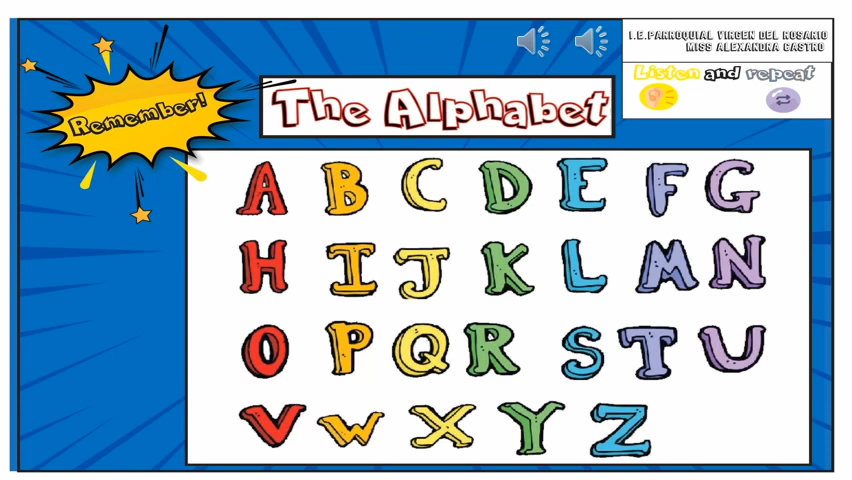 I.E.PARROQUIAL VIRGEN DEL ROSARIO
MISS ALEXANDRA CASTRO
Listen and repeat
Remember!
The Alphabet
A B C D E F G
H I J K L M N
O P Q R S T U
V W X Y Z